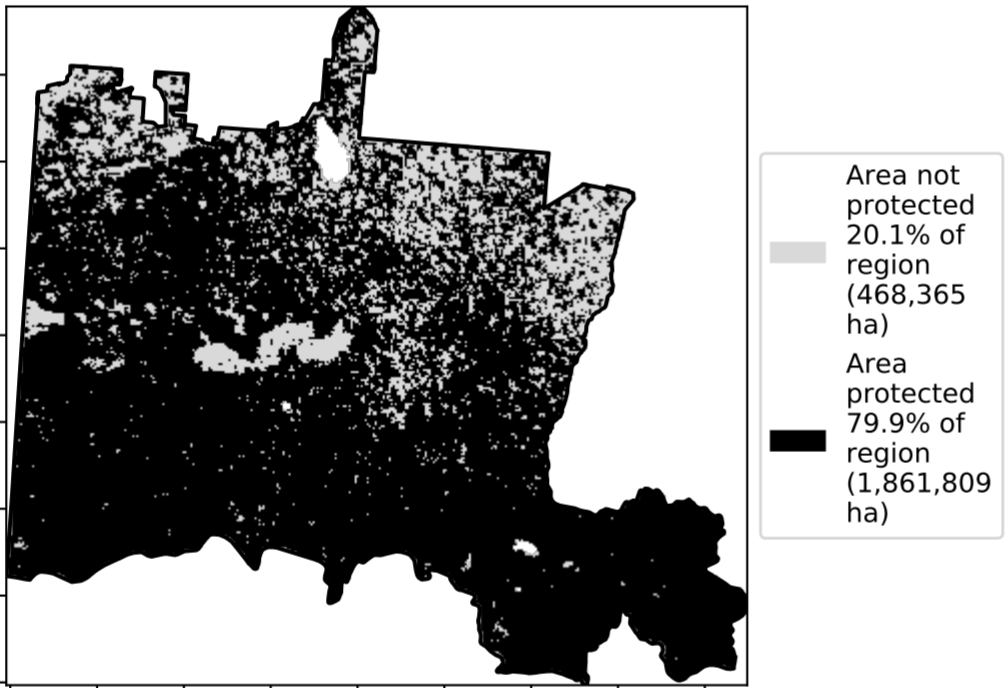 Area not
protected
20.1% of
region
(468,365
ha)
Area
protected
79.9% of
region
(1,861,809
ha)